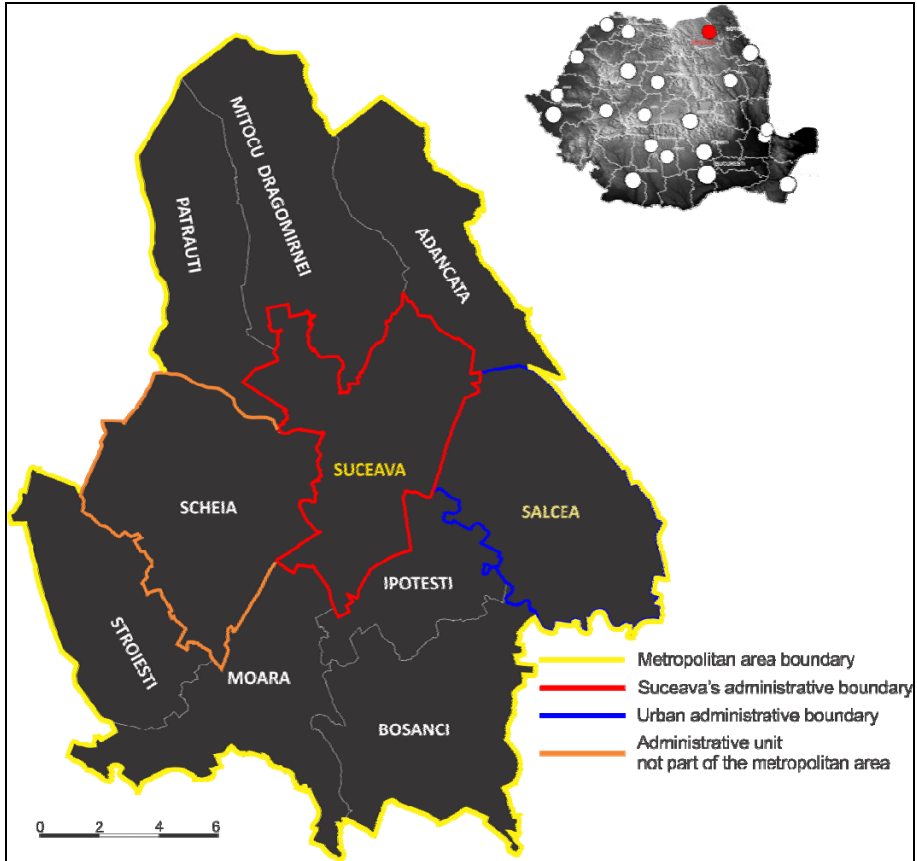 MITOCU DRAGOMIRNEI
PATRAUTI
ADANCATA
SUCEAVA
SCHEIA
SALCEA
IPOTESTI
STROIESTI
MOARA
BOSANCI
BUCURESTI
Metropolitan area boundary
Suceava's administrative boundary
Urban administrative boundary
Administrative unit
not part of the metropolitan area
0 2 4 6